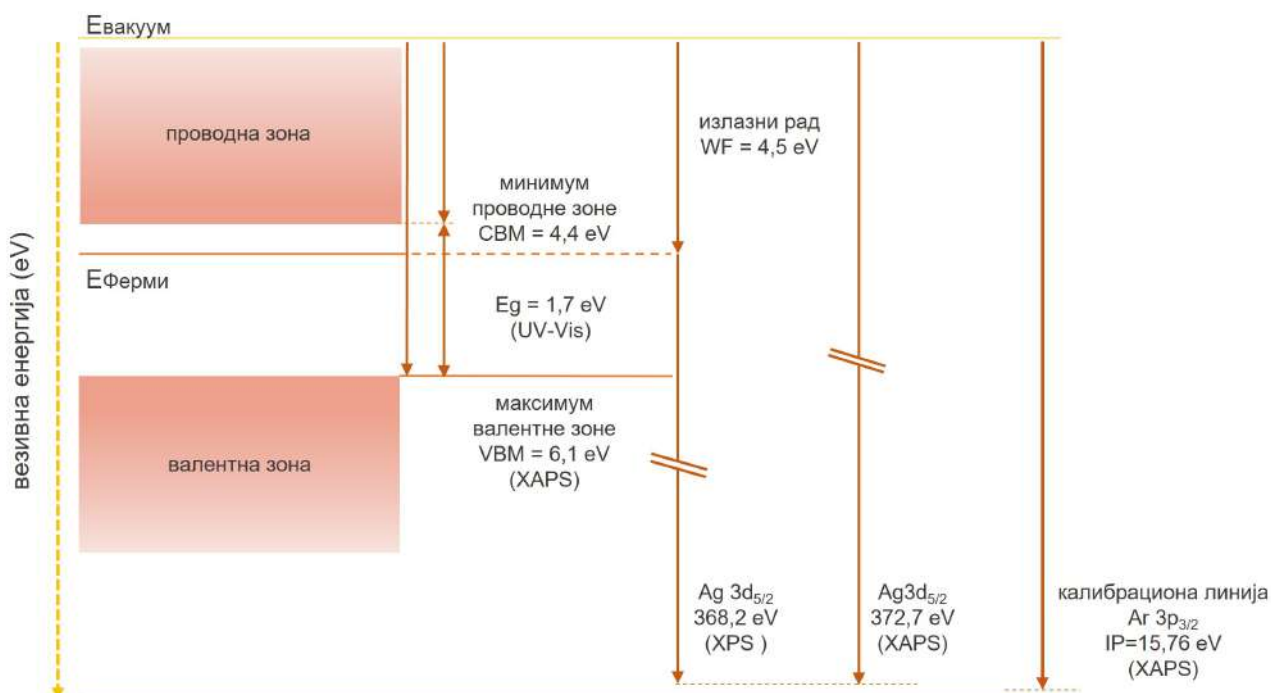 Eвакуум
проводна зона
излазни рад
WF = 4,5 eV
минимум
проводне зоне
CBM = 4,4 eV
EФерми
Eg = 1,7 eV
(UV-Vis)
везивна енергија (eV)
максимум
валентне зоне
VBM = 6,1 eV
(XAPS)
валентна зона
Ag 3d5/2
368,2 eV
(XPS )
Ag3d5/2
372,7 eV
(XAPS)
калибрациона линија
Ar 3p3/2
IP=15,76 eV
(XAPS)